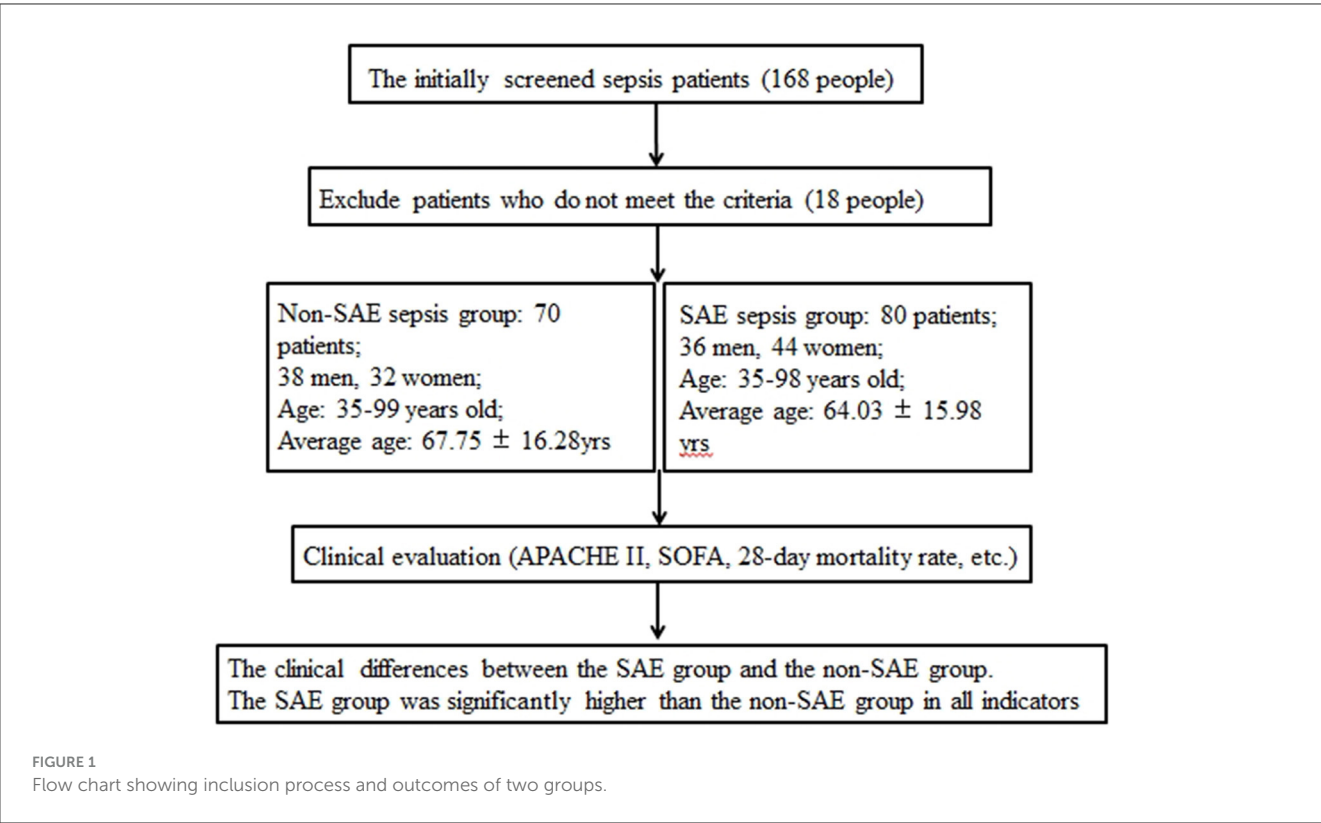 The initially screened sepsis patients (168 people)
Exclude patients who do not meet the criteria (18 people)
Non-SAE sepsis group: 70
patients;
38 men, 32 women;
Age: 35-99 years old;
Average age: 67.75 ± 16.28yrs
SAE sepsis group: 80 patients;
36 men, 44 women;
Age: 35-98 years old;
Average age: 64.03 ± 15.98
yrs
Clinical evaluation (APACHE II, SOFA, 28-day mortality rate, etc.)
The clinical differences between the SAE group and the non-SAE group.
The SAE group was significantly higher than the non-SAE group in all indicators
FIGURE 1
Flow chart showing inclusion process and outcomes of two groups.